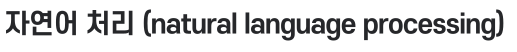 자연어 처리 (natural language processing)